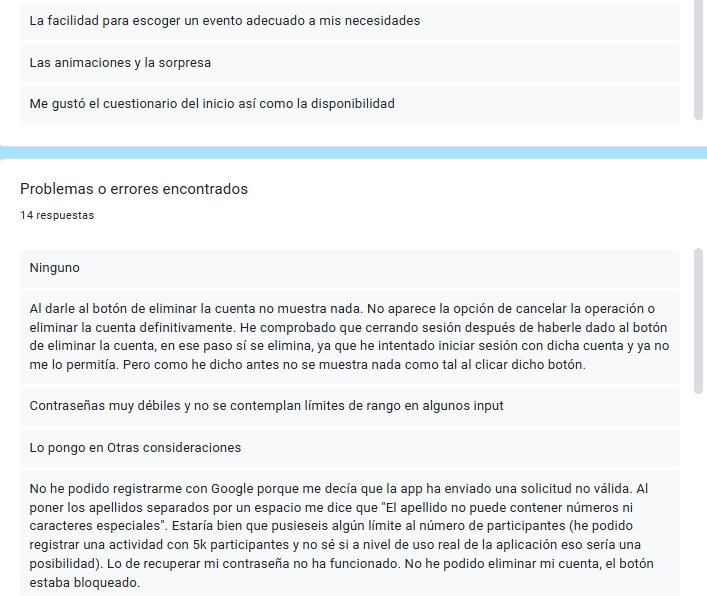 La facilidad para escoger un evento adecuado a mis necesidades
Las animaciones y la sorpresa
Me gustó el cuestionario del inicio así como la disponibilidad
Problemas o errores encontrados
14 respuestas
Ninguno
Al darle al botón de eliminar la cuenta no muestra nada. No aparece la opción de cancelar la operación o
eliminar la cuenta definitivamente. He comprobado que cerrando sesión después de haberle dado al botón
de eliminar la cuenta, en ese paso sí se elimina, ya que he intentado iniciar sesión con dicha cuenta y ya no
me lo permitía. Pero como he dicho antes no se muestra nada como tal al clicar dicho botón.
Contraseñas muy débiles y no se contemplan límites de rango en algunos input
Lo pongo en Otras consideraciones
No he podido registrarme con Google porque me decía que la app ha enviado una solicitud no válida. Al
poner los apellidos separados por un espacio me dice que "El apellido no puede contener números ni
caracteres especiales". Estaría bien que pusieseis algún límite al número de participantes (he podido
registrar una actividad con 5k participantes y no sé si a nivel de uso real de la aplicación eso sería una
posibilidad). Lo de recuperar mi contraseña no ha funcionado. No he podido eliminar mi cuenta, el botón
estaba bloqueado.